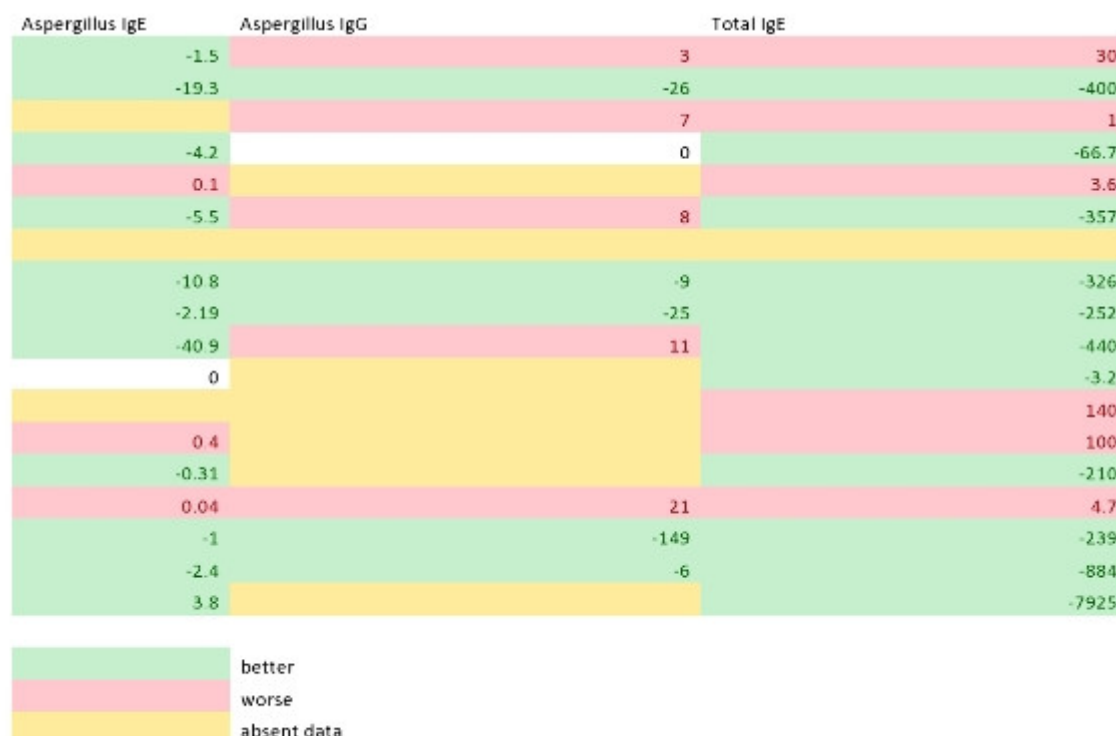 Aspergillus IgE Aspergillus IgG Total IgE
-1.5 3 30
-19.3 -26 -400
7 1
-4.2 0 -66.7
0.1 3.6
-5.5 8 -357
-10.8 -9 -326
-2.19 -25 -252
-40.9 11 -440
0 -3.2
140
0.4 100
-0.31 -210
0.04 21 4.7
-1 -149 -239
-2.4 -6 -884
3.8 -7925
better
worse
absent data